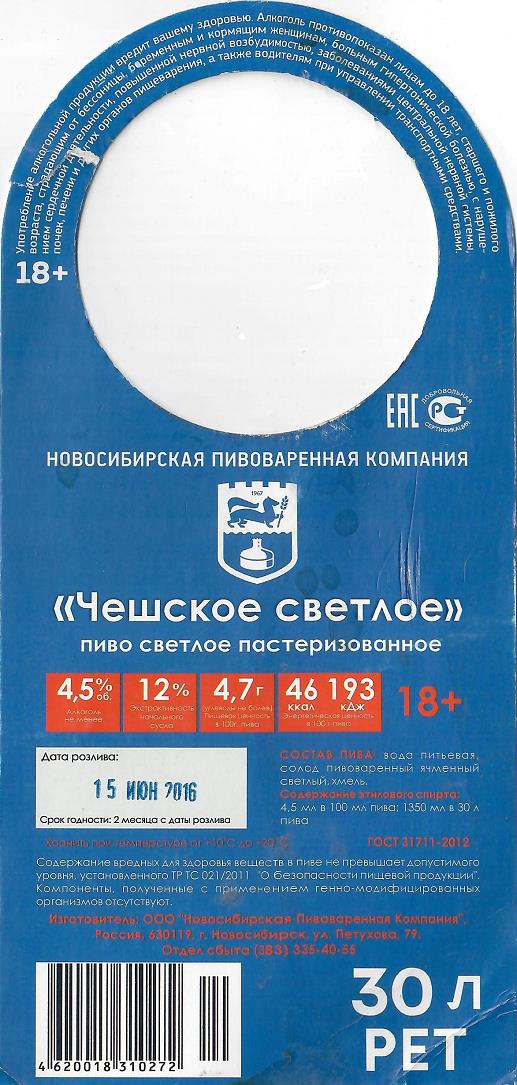 Употребление алкогольной продукции вредит вашему здоровью. Алкоголь противопоказан лицам до 18 лет, старшего и пожилого
возраста, страдающим от бессоницы, беременным и кормящим женщинам, больным гипертонической болезнью, с наруше-
нием сердечной деятельности, повышенной нервной возбудимостью, заболеваниями центральной нервной системы,
почек, печени и других органов пищеварения, а также водителям при управлении транспортными средствами.
18+
ЕАС
ДОБРОВОЛЬНАЯ
РСТ
СЕРТИФИКАЦИЯ
НОВОСИБИРСКАЯ ПИВОВАРЕННАЯ КОМПАНИЯ
1967
«Чешское светлое»
пиво светлое пастеризованное
4,5% об.
Алкоголь
не менее
12%
Экстрактивность
начального
сусла
4,7 г
(углеводы не более)
Пищевая ценность
в 100г. пива
46 193
ккал кДж
Энергетическая ценность
в 100 г пива
18+
Дата розлива:
15 ИЮН 2016
Срок годности: 2 месяца с даты розлива
СОСТАВ ПИВА: вода питьевая,
солод пивоваренный ячменный
светлый, хмель.
Содержание этилового спирта:
4,5 мл в 100 мл пива; 1350 мл в 30 л
пива
Хранить при температуре от +10°С до +20°С
ГОСТ 31711-2012
Содержание вредных для здоровья веществ в пиве не превышает допустимого
уровня, установленного ТР ТС 021/2011 "О безопасности пищевой продукции".
Компоненты, полученные с применением генно-модифицированных
организмов отсутствуют.
Изготовитель: ООО "Новосибирская Пивоваренная Компания",
Россия, 630119, г. Новосибирск, ул. Петухова, 79.
Отдел сбыта (383) 335-40-55
4 620018 310272
30 л
PET